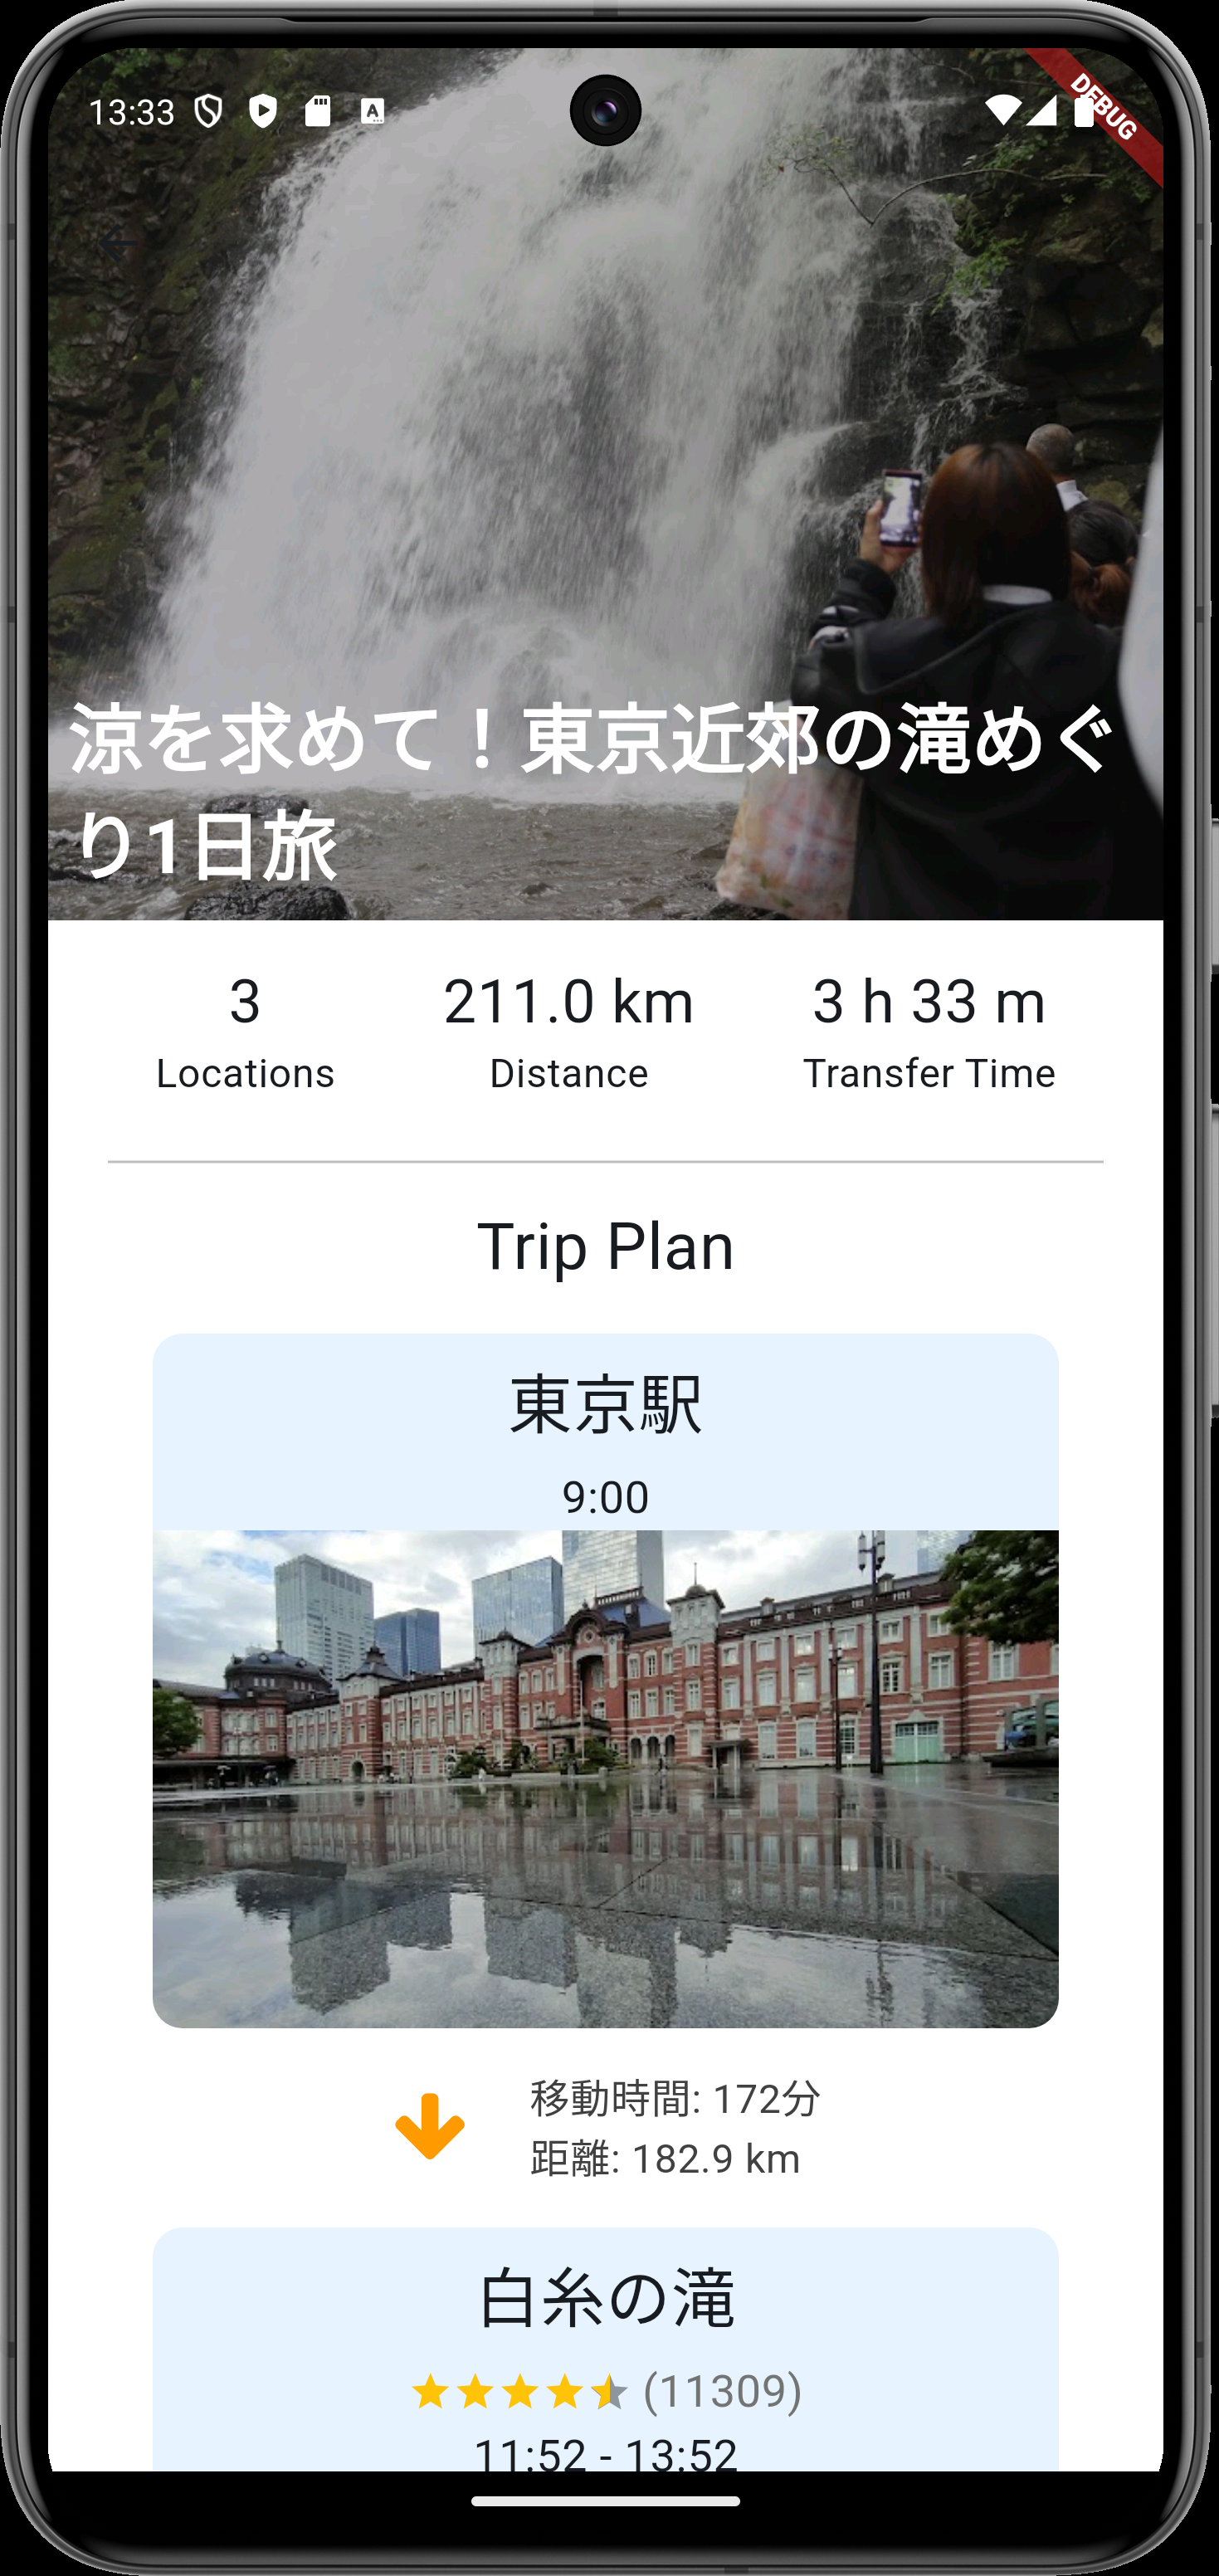 13:33
A
DEBUG
涼を求めて！東京近郊の滝めぐ
り1日旅
3
Locations
211.0 km
Distance
3 h 33 m
Transfer Time
Trip Plan
東京駅
9:00
移動時間: 172分
距離: 182.9 km
白糸の滝
(11309)
11:52 - 13:52